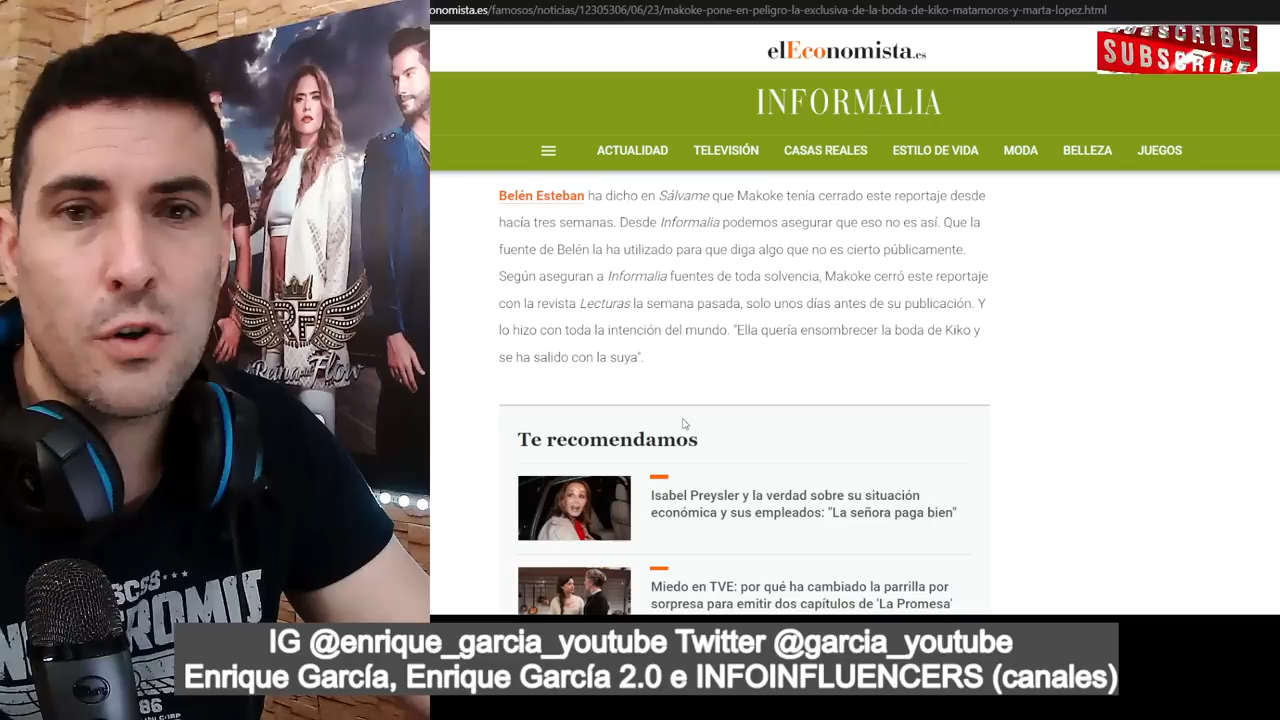 onomista.es/famosos/noticias/12305306/06/23/makoke-pone-en-peligro-la-exclusiva-de-la-boda-de-kiko-matamoros-y-marta-lopez.html
elEconomista.es
SUBSCRIBE
SUBSCRIBE
INFORMALIA
ACTUALIDAD TELEVISIÓN CASAS REALES ESTILO DE VIDA MODA BELLEZA JUEGOS
Belén Esteban ha dicho en Sálvame que Makoke tenía cerrado este reportaje desde
hacía tres semanas. Desde Informalia podemos asegurar que eso no es así. Que la
fuente de Belén la ha utilizado para que diga algo que no es cierto públicamente.
Según aseguran a Informalia fuentes de toda solvencia, Makoke cerró este reportaje
con la revista Lecturas la semana pasada, solo unos días antes de su publicación. Y
lo hizo con toda la intención del mundo. "Ella quería ensombrecer la boda de Kiko y
se ha salido con la suya".
Te recomendamos
Isabel Preysler y la verdad sobre su situación
económica y sus empleados: "La señora paga bien"
Miedo en TVE: por qué ha cambiado la parrilla por
sorpresa para emitir dos capítulos de 'La Promesa'
RF
Reina Flow
86
IG @enrique_garcia_youtube Twitter @garcia_youtube
Enrique García, Enrique García 2.0 e INFOINFLUENCERS (canales)